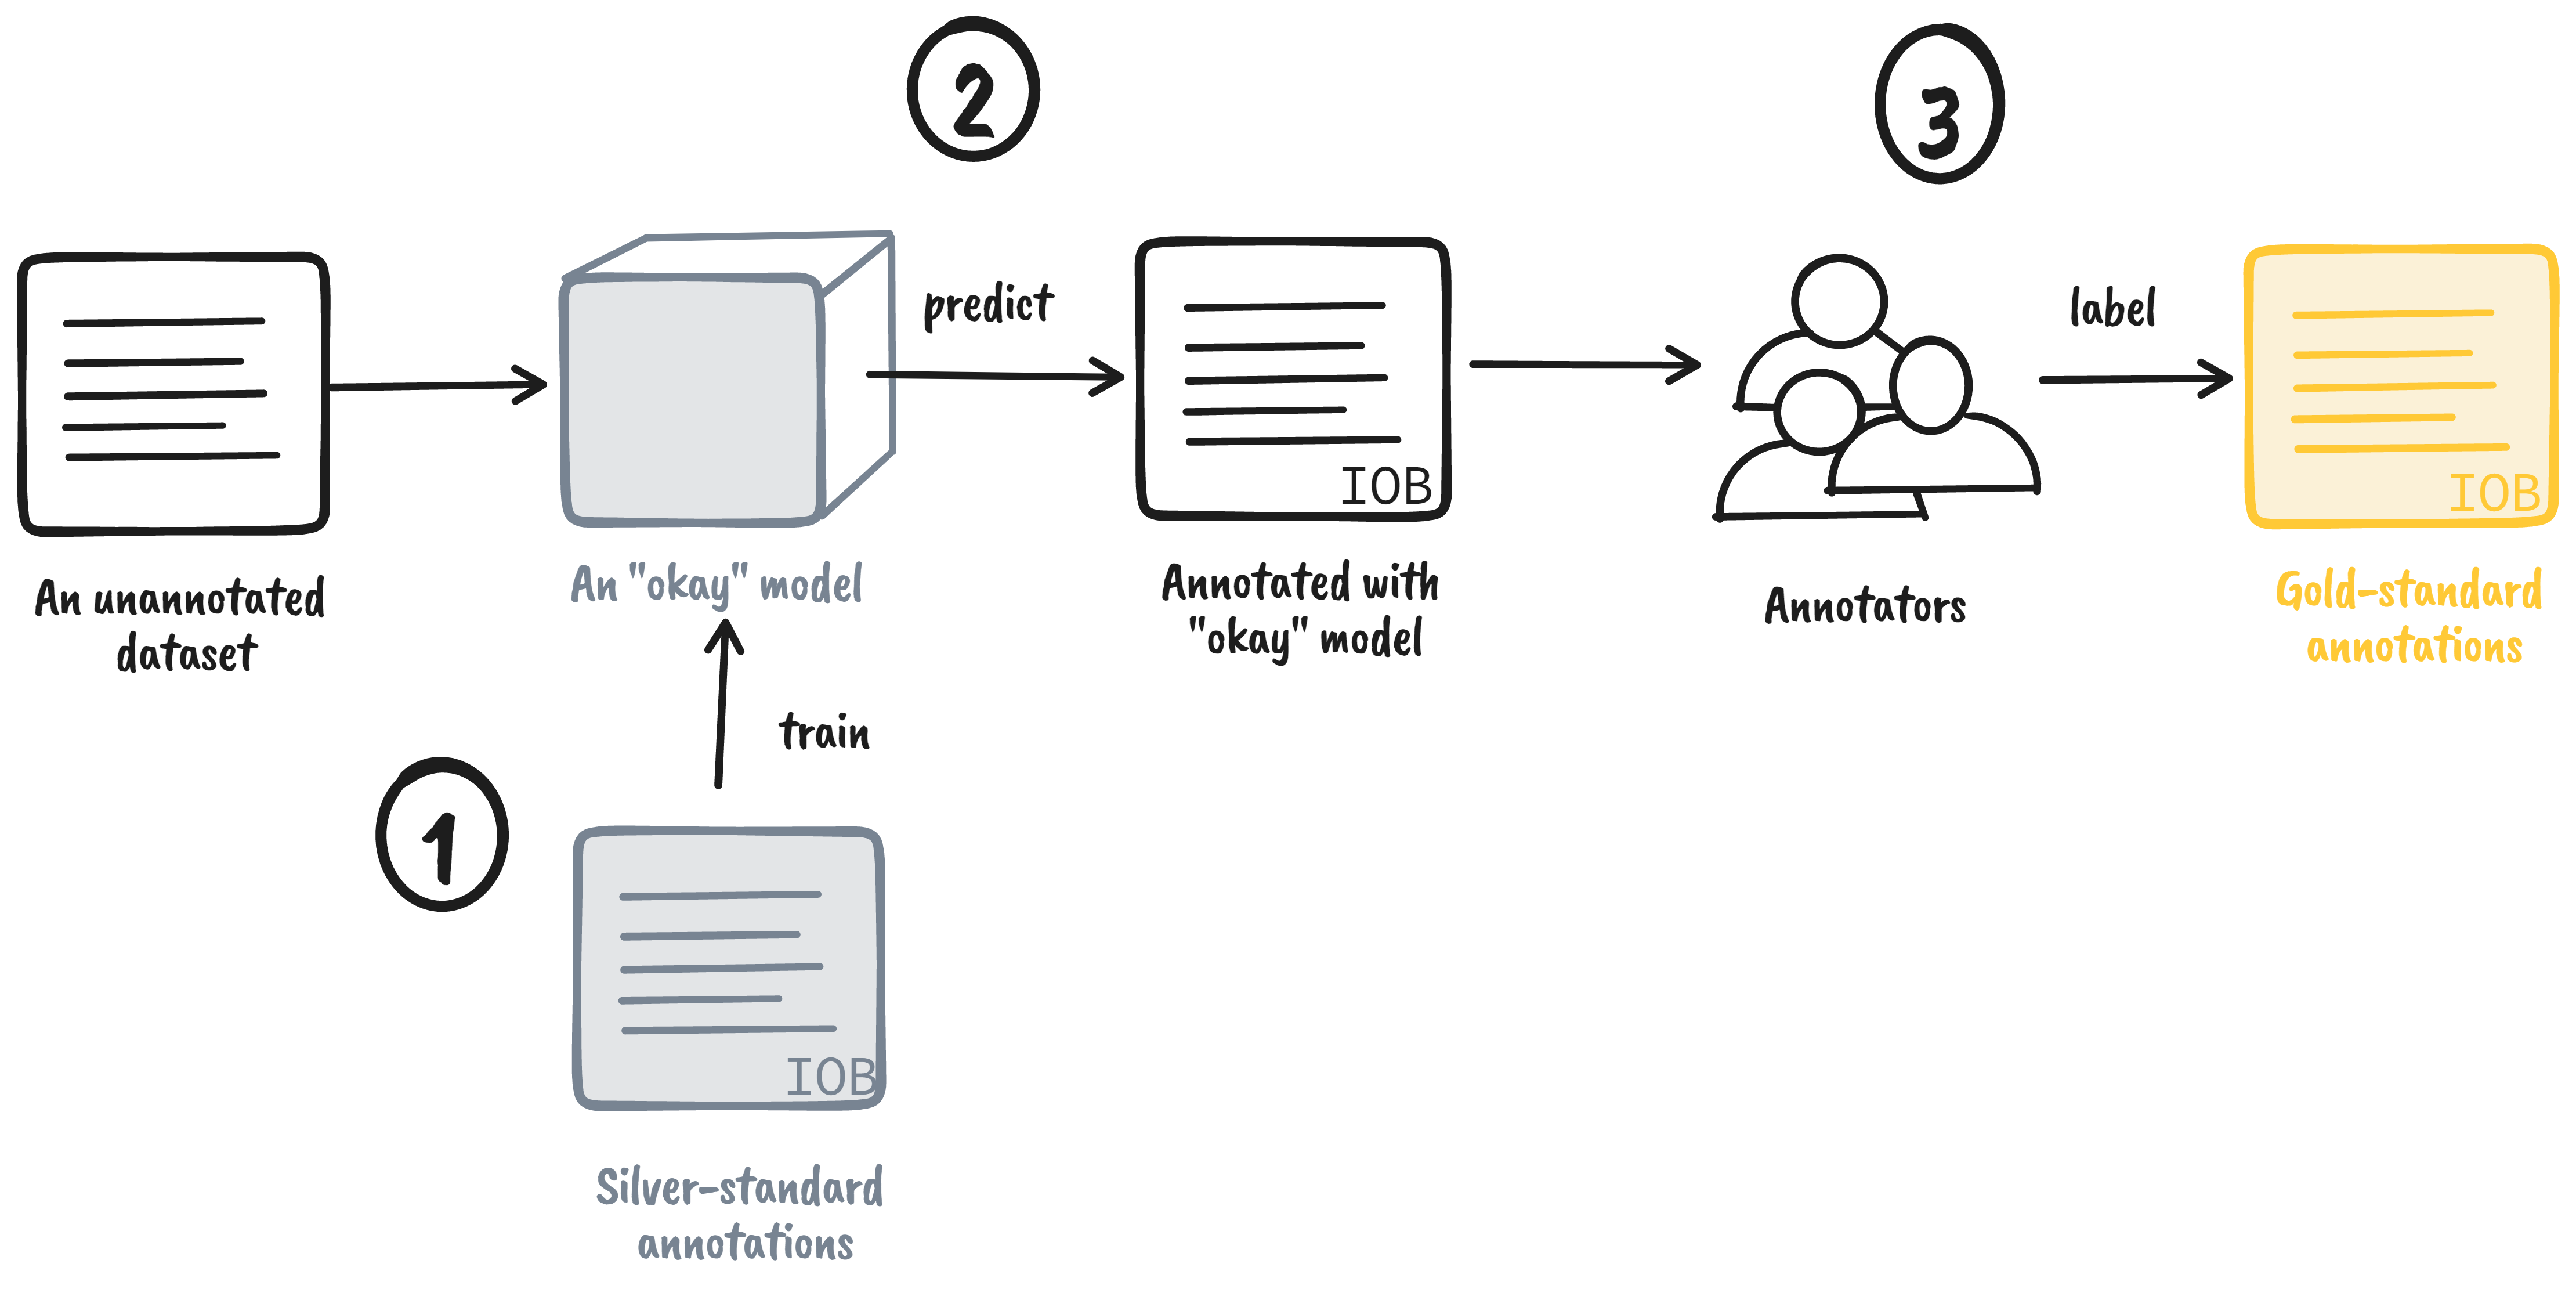 2
3
predict
label
IOB
IOB
An unannotated
dataset
An "okay" model
Annotated with
"okay" model
Annotators
Gold-standard
annotations
train
1
IOB
Silver-standard
annotations